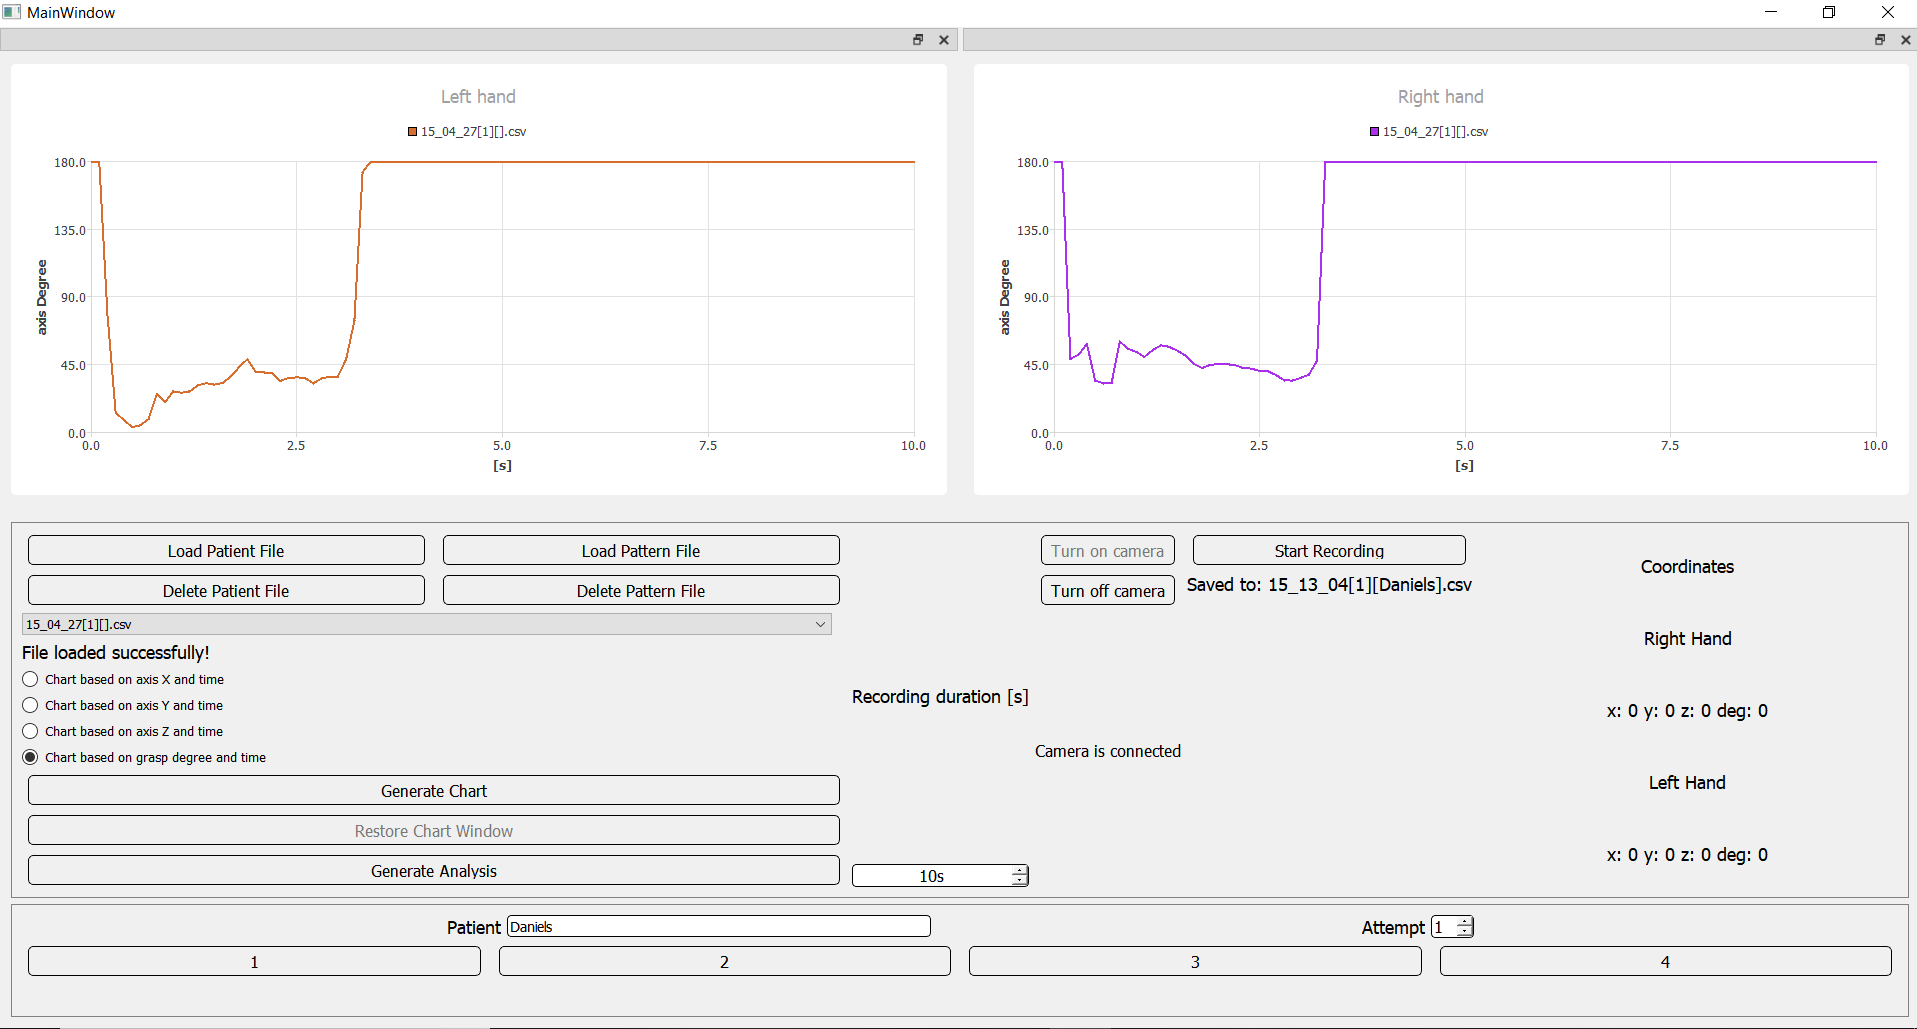 MainWindow
Left hand
15_04_27[1][].csv
180.0
135.0
90.0
45.0
0.0
axis Degree
0.0 2.5 5.0 7.5 10.0
[s]
Right hand
15_04_27[1][].csv
180.0
135.0
90.0
45.0
0.0
axis Degree
0.0 2.5 5.0 7.5 10.0
[s]
Load Patient File
Load Pattern File
Delete Patient File
Delete Pattern File
15_04_27[1][].csv
File loaded successfully!
Chart based on axis X and time
Chart based on axis Y and time
Chart based on axis Z and time
Chart based on grasp degree and time
Generate Chart
Restore Chart Window
Generate Analysis
Recording duration [s]
10s
Turn on camera
Start Recording
Turn off camera
Saved to: 15_13_04[1][Daniels].csv
Camera is connected
Coordinates
Right Hand
x: 0 y: 0 z: 0 deg: 0
Left Hand
x: 0 y: 0 z: 0 deg: 0
Patient Daniels
Attempt 1
1
2
3
4